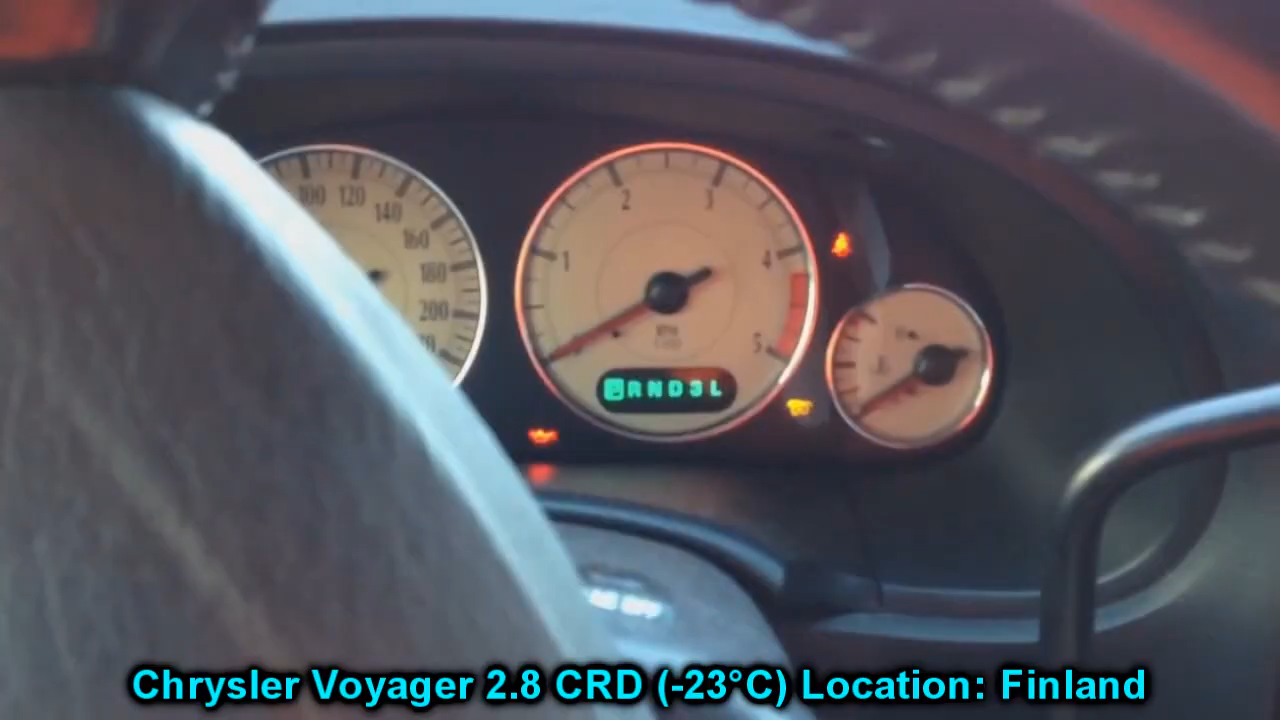 100 120
140
160
180
200
1 2 3 4 5
PRND3L
Chrysler Voyager 2.8 CRD (-23°C) Location: Finland